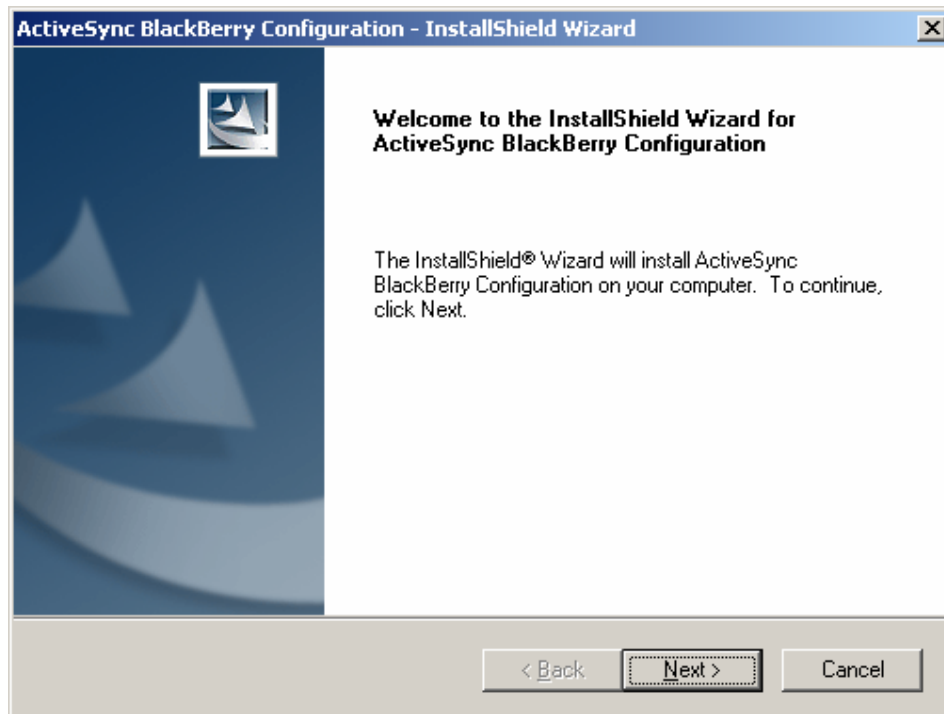 ActiveSync BlackBerry Configuration - InstallShield Wizard
Welcome to the InstallShield Wizard for
ActiveSync BlackBerry Configuration
The InstallShield® Wizard will install ActiveSync
BlackBerry Configuration on your computer.  To continue,
click Next.
< Back
Next >
Cancel